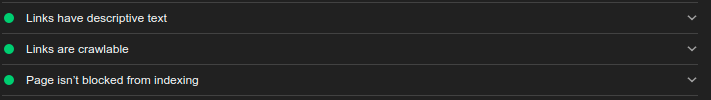 Links have descriptive text
Links are crawlable
Page isn’t blocked from indexing